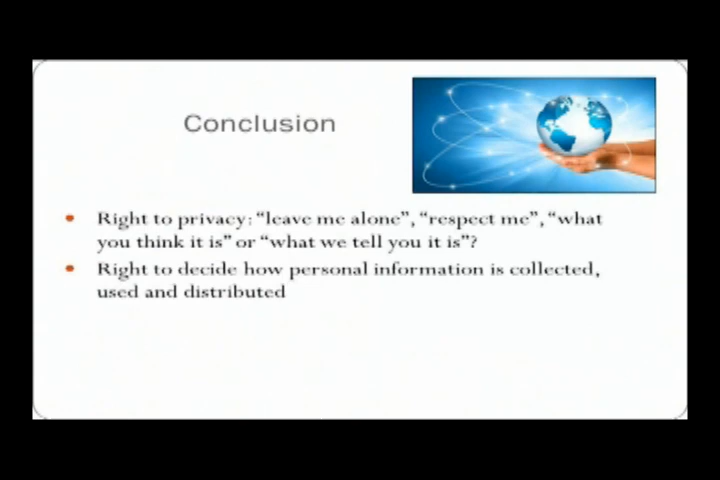 Conclusion
Right to privacy: “leave me alone”, “respect me”, “what
you think it is” or “what we tell you it is”?
Right to decide how personal information is collected,
used and distributed